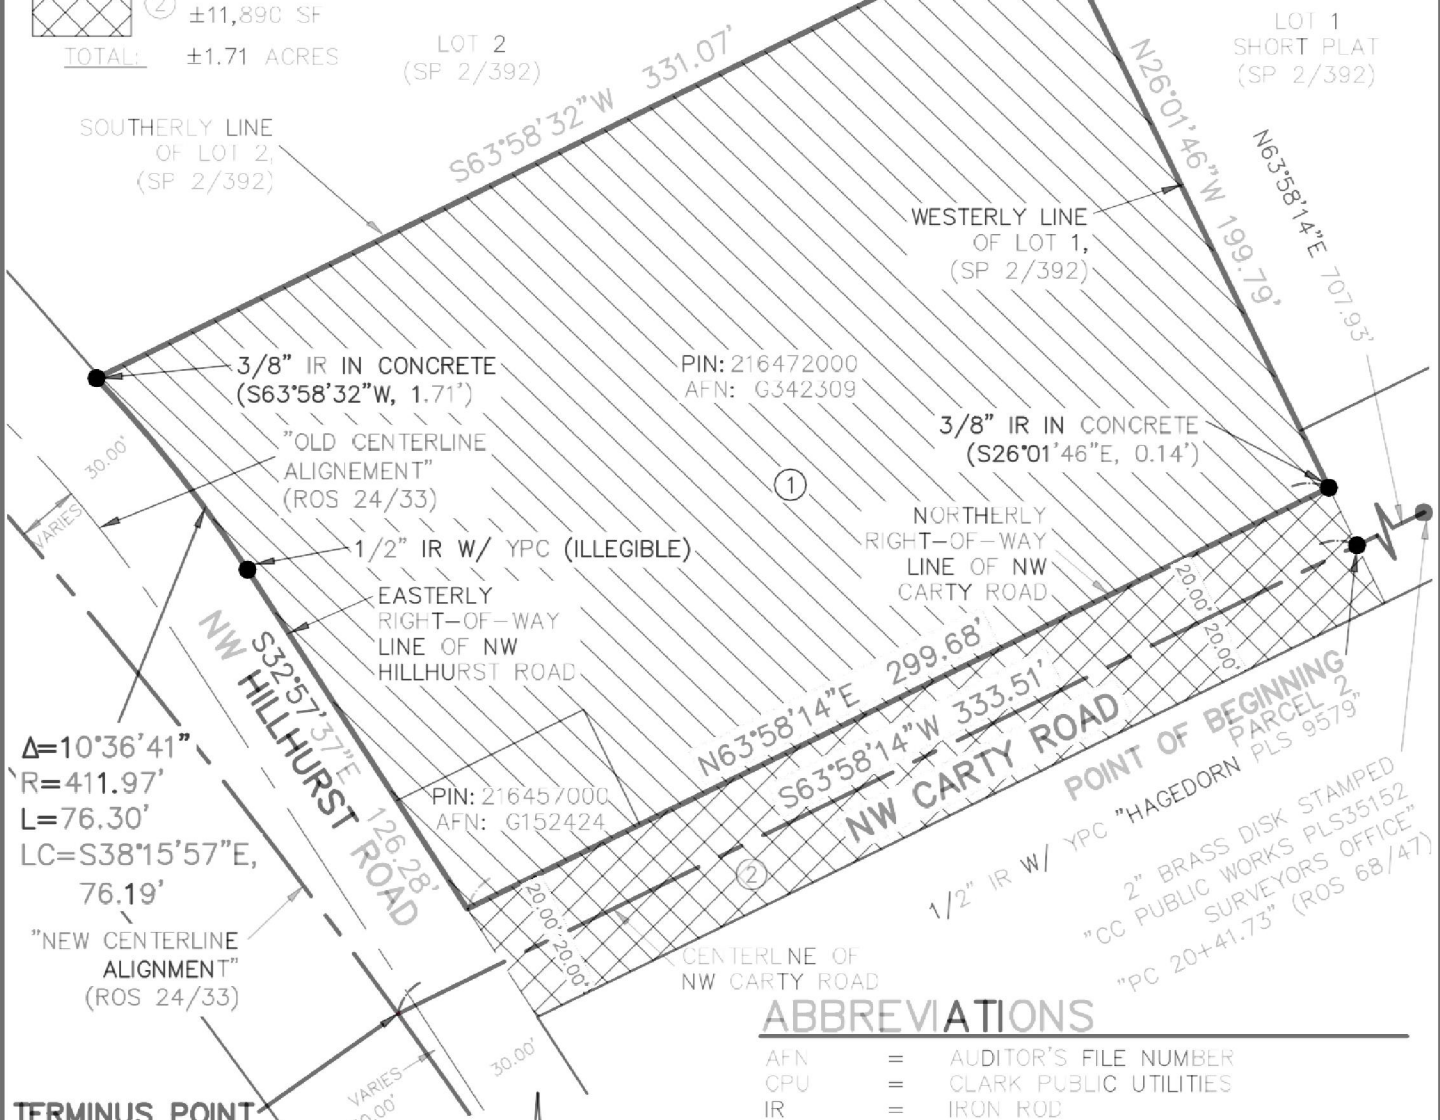 2
±11,890 SF
TOTAL: ±1.71 ACRES
LOT 2
(SP 2/392)
LOT 1
SHORT PLAT
(SP 2/392)
SOUTHERLY LINE
OF LOT 2,
(SP 2/392)
S63°58'32"W 331.07'
N26°01'46"W 199.79'
N63°58'14"E 707.93'
WESTERLY LINE
OF LOT 1,
(SP 2/392)
3/8" IR IN CONCRETE
(S63°58'32"W, 1.71')
PIN: 216472000
AFN: G342309
3/8" IR IN CONCRETE
(S26°01'46"E, 0.14')
30.00'
VARIES
"OLD CENTERLINE
ALIGNEMENT"
(ROS 24/33)
1
NORTHERLY
RIGHT-OF-WAY
LINE OF NW
CARTY ROAD
1/2" IR W/ YPC (ILLEGIBLE)
EASTERLY
RIGHT-OF-WAY
LINE OF NW
HILLHURST ROAD
20.00'
20.00'
S32°57'37"E 126.28'
NW HILLHURST ROAD
N63°58'14"E 299.68'
S63°58'14"W 333.51'
NW CARTY ROAD
POINT OF BEGINNING
PARCEL 2,
1/2" IR W/ YPC "HAGEDORN PLS 9579"
2" BRASS DISK STAMPED
"CC PUBLIC WORKS PLS35152
SURVEYORS OFFICE"
"PC 20+41.73" (ROS 68/47)
Δ=10°36'41"
R=411.97'
L=76.30'
LC=S38°15'57"E,
76.19'
PIN: 216457000
AFN: G152424
2
20.00'
20.00'
"NEW CENTERLINE
ALIGNMENT"
(ROS 24/33)
CENTERLNE OF
NW CARTY ROAD
30.00'
VARIES
TERMINUS POINT
ABBREVIATIONS
AFN = AUDITOR'S FILE NUMBER
CPU = CLARK PUBLIC UTILITIES
IR = IRON ROD